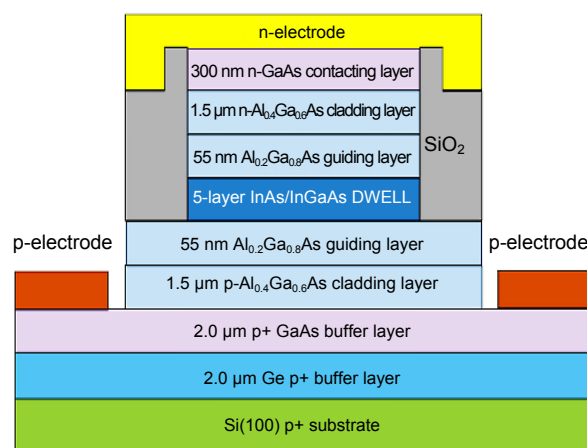 n-electrode
300 nm n-GaAs contacting layer
1.5 µm n-Al₀.₄Ga₀.₆As cladding layer
55 nm Al₀.₂Ga₀.₈As guiding layer
SiO₂
5-layer InAs/InGaAs DWELL
p-electrode
55 nm Al₀.₂Ga₀.₈As guiding layer
p-electrode
1.5 µm p-Al₀.₄Ga₀.₆As cladding layer
2.0 µm p+ GaAs buffer layer
2.0 µm Ge p+ buffer layer
Si(100) p+ substrate